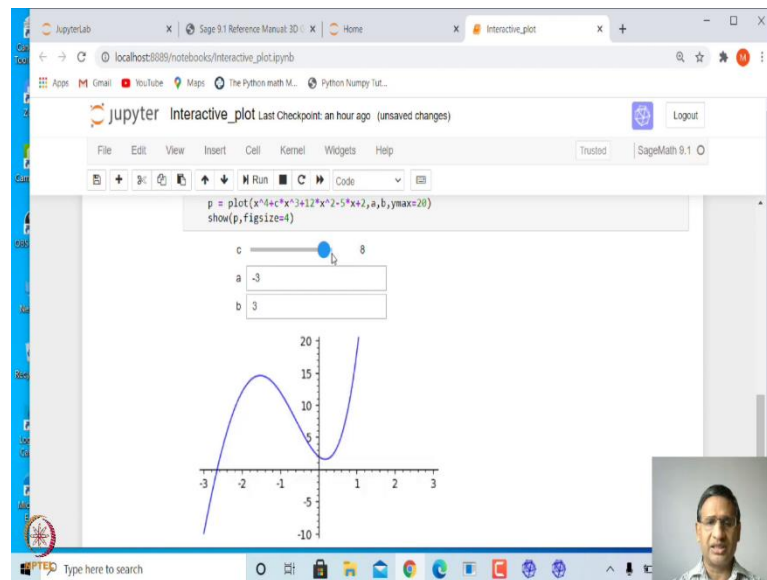 JupyterLab Sage 9.1 Reference Manual: 3D Home Interactive_plot
localhost:8889/notebooks/Interactive_plot.ipynb
Apps Gmail YouTube Maps The Python math M... Python Numpy Tut...
jupyter Interactive_plot Last Checkpoint: an hour ago (unsaved changes) Logout
File Edit View Insert Cell Kernel Widgets Help Trusted SageMath 9.1
Run Code
p = plot(x^4+c*x^3+12*x^2-5*x+2,a,b,ymax=20)
show(p,figsize=4)
c 8
a -3
b 3
20
15
10
5
-3 -2 -1 1 2 3
-5
-10
Type here to search